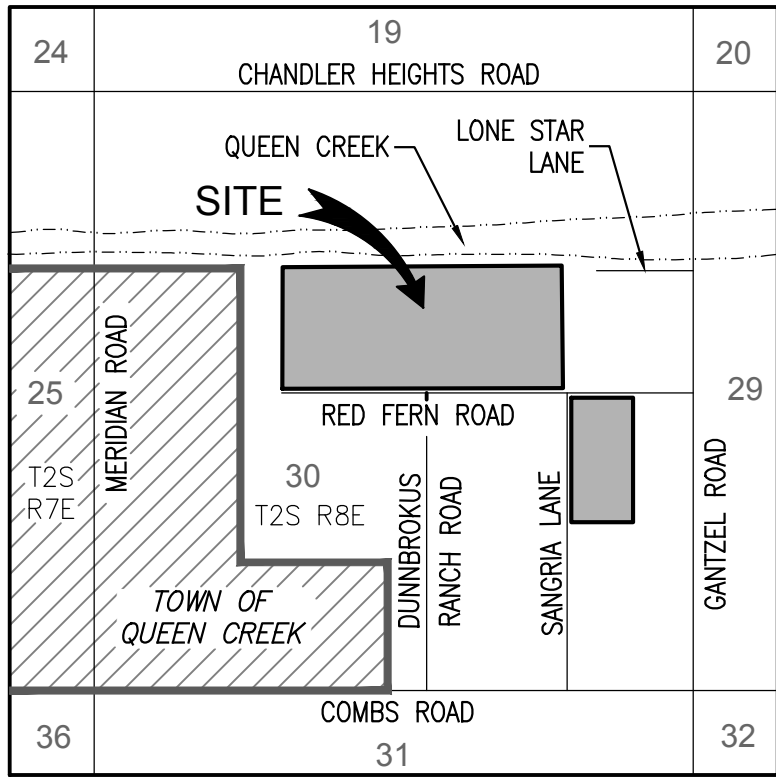 24
19
20
CHANDLER HEIGHTS ROAD
QUEEN CREEK
LONE STAR
LANE
SITE
MERIDIAN ROAD
25
T2S
R7E
RED FERN ROAD
29
30
T2S R8E
DUNNBROKUS
RANCH ROAD
SANGRIA LANE
GANTZEL ROAD
TOWN OF
QUEEN CREEK
COMBS ROAD
36
31
32